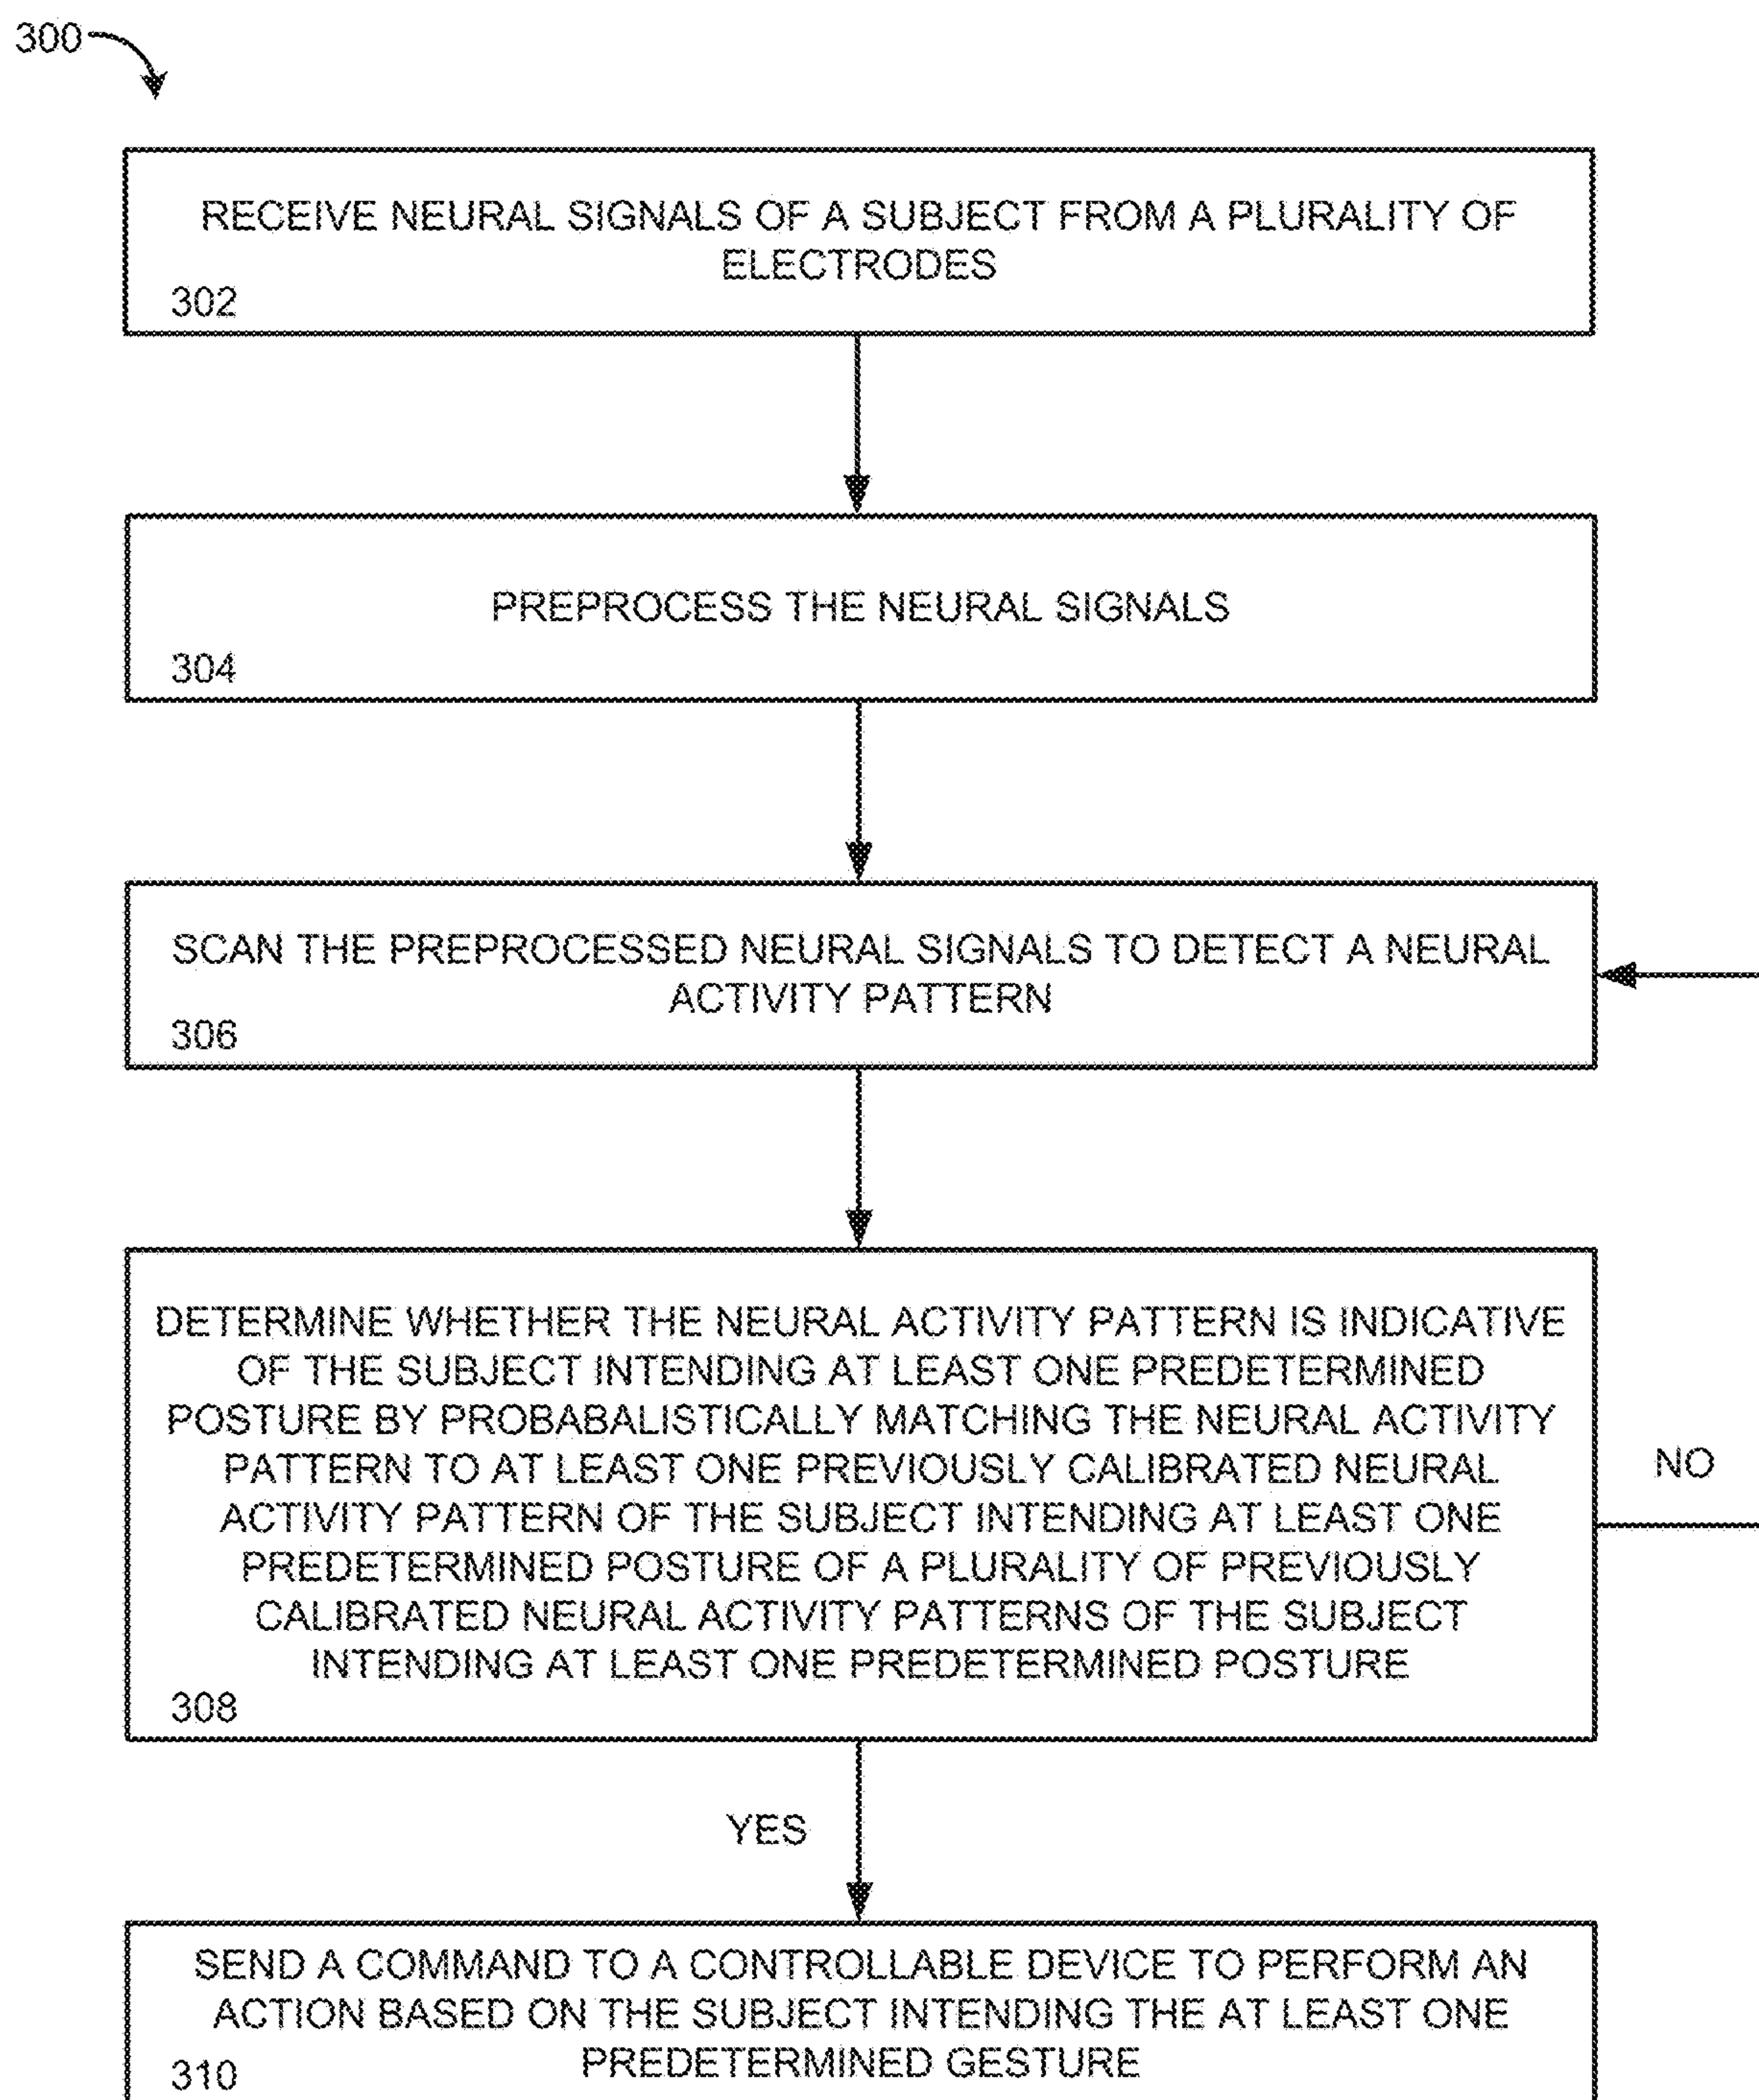 300
RECEIVE NEURAL SIGNALS OF A SUBJECT FROM A PLURALITY OF
ELECTRODES
302
PREPROCESS THE NEURAL SIGNALS
304
SCAN THE PREPROCESSED NEURAL SIGNALS TO DETECT A NEURAL
ACTIVITY PATTERN
306
DETERMINE WHETHER THE NEURAL ACTIVITY PATTERN IS INDICATIVE
OF THE SUBJECT INTENDING AT LEAST ONE PREDETERMINED
POSTURE BY PROBABALISTICALLY MATCHING THE NEURAL ACTIVITY
PATTERN TO AT LEAST ONE PREVIOUSLY CALIBRATED NEURAL
ACTIVITY PATTERN OF THE SUBJECT INTENDING AT LEAST ONE
PREDETERMINED POSTURE OF A PLURALITY OF PREVIOUSLY
CALIBRATED NEURAL ACTIVITY PATTERNS OF THE SUBJECT
INTENDING AT LEAST ONE PREDETERMINED POSTURE
308
NO
YES
SEND A COMMAND TO A CONTROLLABLE DEVICE TO PERFORM AN
ACTION BASED ON THE SUBJECT INTENDING THE AT LEAST ONE
PREDETERMINED GESTURE
310